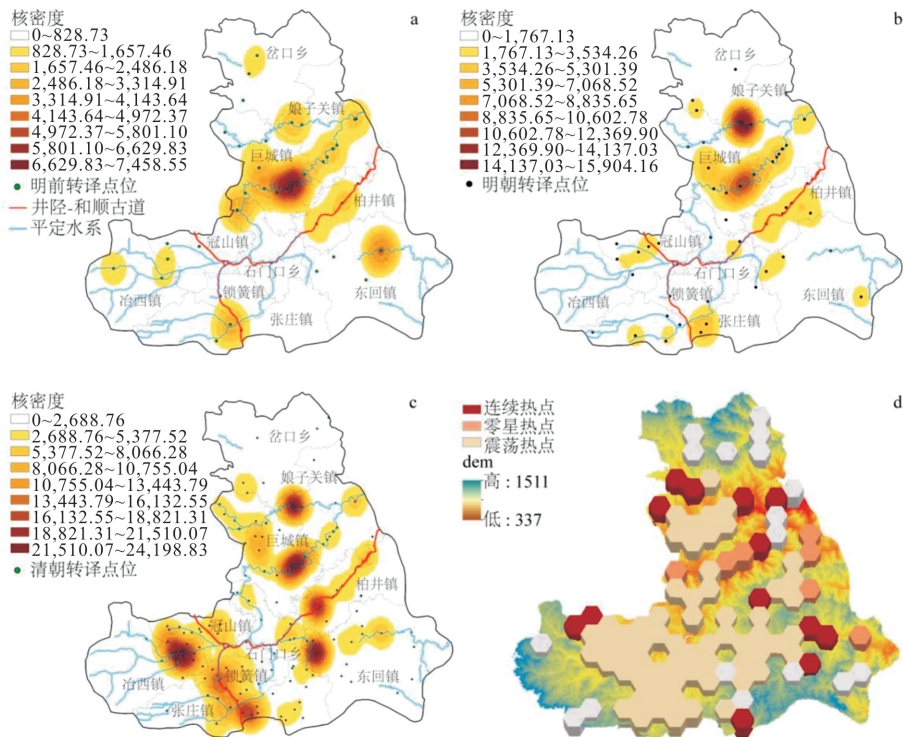 核密度
0~828.73
828.73~1,657.46
1,657.46~2,486.18
2,486.18~3,314.91
3,314.91~4,143.64
4,143.64~4,972.37
4,972.37~5,801.10
5,801.10~6,629.83
6,629.83~7,458.55
明前转译点位
井陉-和顺古道
平定水系
a
岔口乡
娘子关镇
巨城镇
柏井镇
冠山镇
石门口乡
冶西镇
锁簧镇
东回镇
张庄镇
核密度
0~1,767.13
1,767.13~3,534.26
3,534.26~5,301.39
5,301.39~7,068.52
7,068.52~8,835.65
8,835.65~10,602.78
10,602.78~12,369.90
12,369.90~14,137.03
14,137,03~15,904.16
明朝转译点位
b
岔口乡
娘子关镇
巨城镇
柏井镇
冠山镇
石门口乡
冶西镇
锁簧镇
东回镇
张庄镇
核密度
0~2,688.76
2,688.76~5,377.52
5,377.52~8,066.28
8,066.28~10,755.04
10,755.04~13,443.79
13,443.79~16,132.55
16,132.55~18,821.31
18,821.31~21,510.07
21,510.07~24,198.83
清朝转译点位
c
岔口乡
娘子关镇
巨城镇
柏井镇
冠山镇
石门口乡
冶西镇
锁簧镇
东回镇
张庄镇
连续热点
零星热点
震荡热点
dem
高:1511
低:337
d